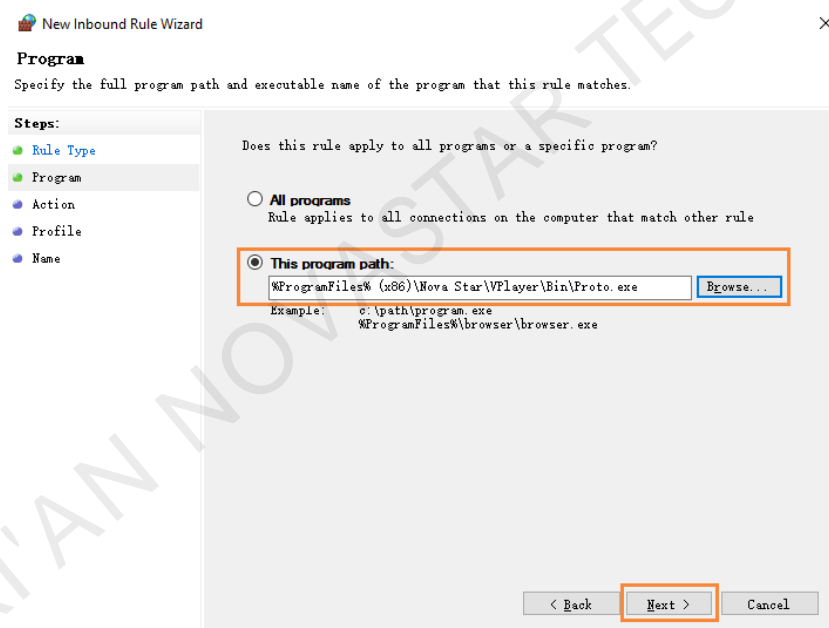 New Inbound Rule Wizard
Program
Specify the full program path and executable name of the program that this rule matches.
Steps:
Rule Type
Program
Action
Profile
Name
Does this rule apply to all programs or a specific program?
All programs
Rule applies to all connections on the computer that match other rule
This program path:
%ProgramFiles% (x86)\Nova Star\VPlayer\Bin\Proto.exe
Browse...
Example: c:\path\program.exe
%ProgramFiles%\browser\browser.exe
< Back
Next >
Cancel
'AN NOVASTAR TEC